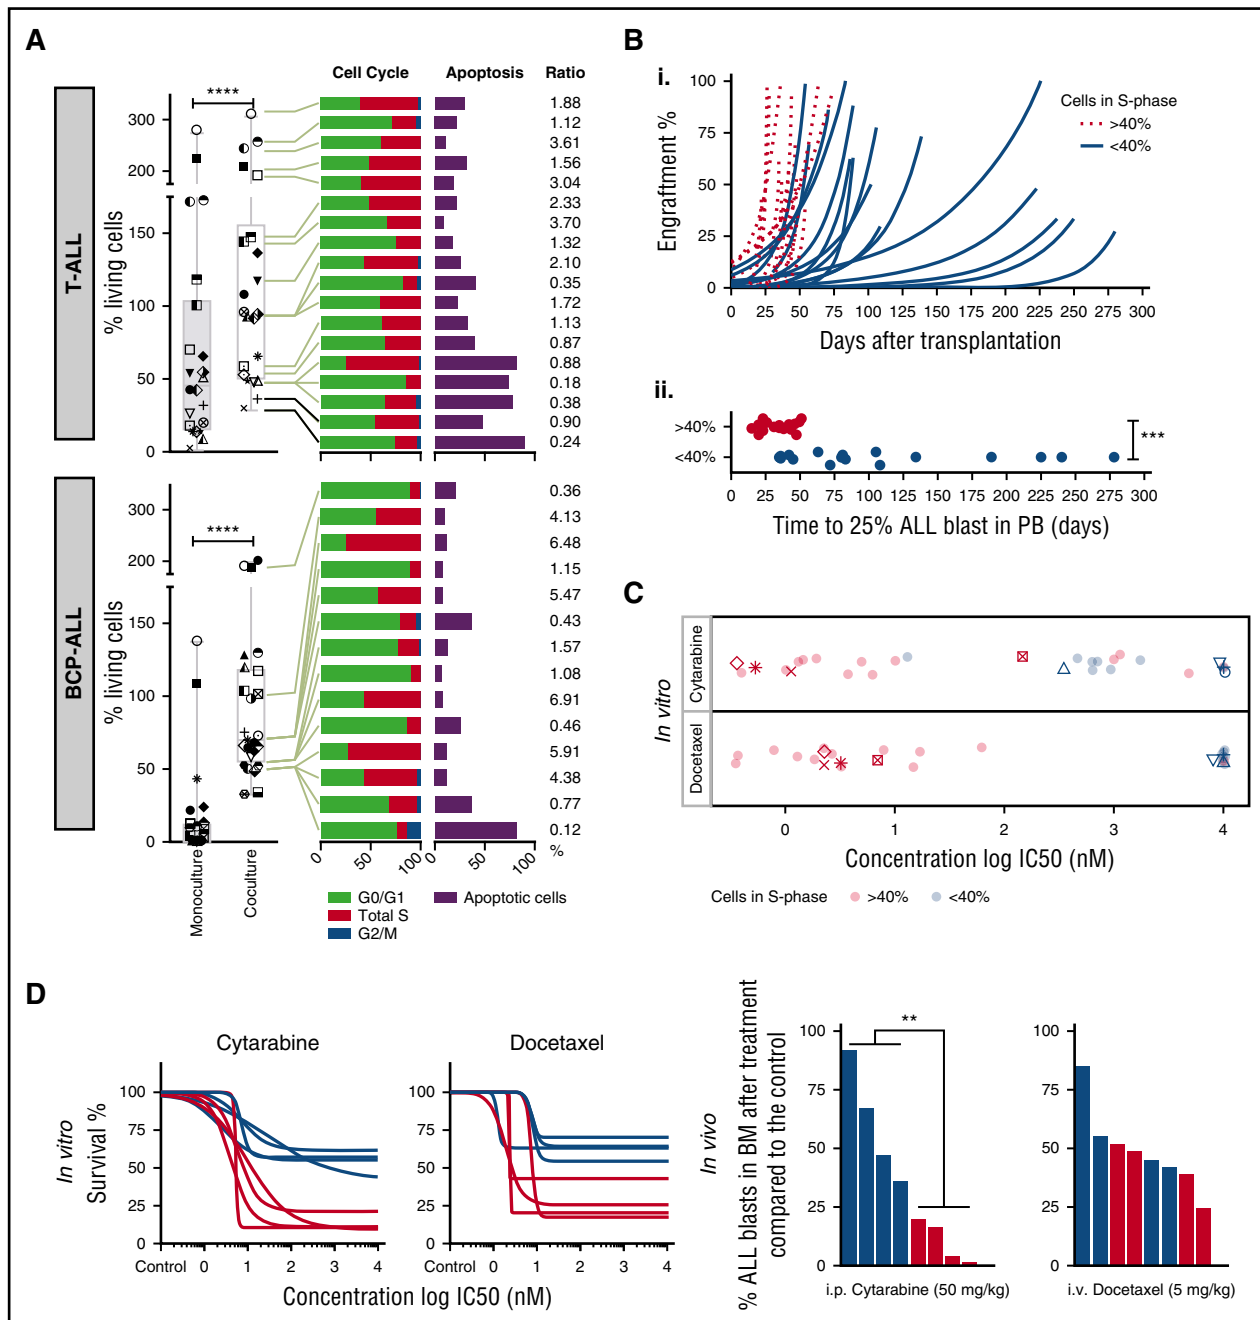 A
T-ALL
% living cells
300
200
150
100
50
0
****
Cell Cycle
Apoptosis
Ratio
1.88
1.12
3.61
1.56
3.04
2.33
3.70
1.32
2.10
0.35
1.72
1.13
0.87
0.88
0.18
0.38
0.90
0.24
BCP-ALL
% living cells
300
200
150
100
50
0
****
Monoculture
Coculture
0.36
4.13
6.48
1.15
5.47
0.43
1.57
1.08
6.91
0.46
5.91
4.38
0.77
0.12
0 50 100 0 50 100 %
G0/G1
Total S
G2/M
Apoptotic cells
B
i.
Engraftment %
100
75
50
25
0
Cells in S-phase
>40%
<40%
0 25 50 75 100 125 150 175 200 225 250 275 300
Days after transplantation
ii.
>40%
<40%
***
0 25 50 75 100 125 150 175 200 225 250 275 300
Time to 25% ALL blast in PB (days)
C
In vitro
Cytarabine
Docetaxel
0 1 2 3 4
Concentration log IC50 (nM)
Cells in S-phase >40% <40%
D
In vitro
Survival %
Cytarabine
100
75
50
25
0
Control 0 1 2 3 4
Docetaxel
100
75
50
25
0
Control 0 1 2 3 4
Concentration log IC50 (nM)
In vivo
% ALL blasts in BM after treatment
compared to the control
100
75
50
25
0
**
i.p. Cytarabine (50 mg/kg)
100
75
50
25
0
i.v. Docetaxel (5 mg/kg)